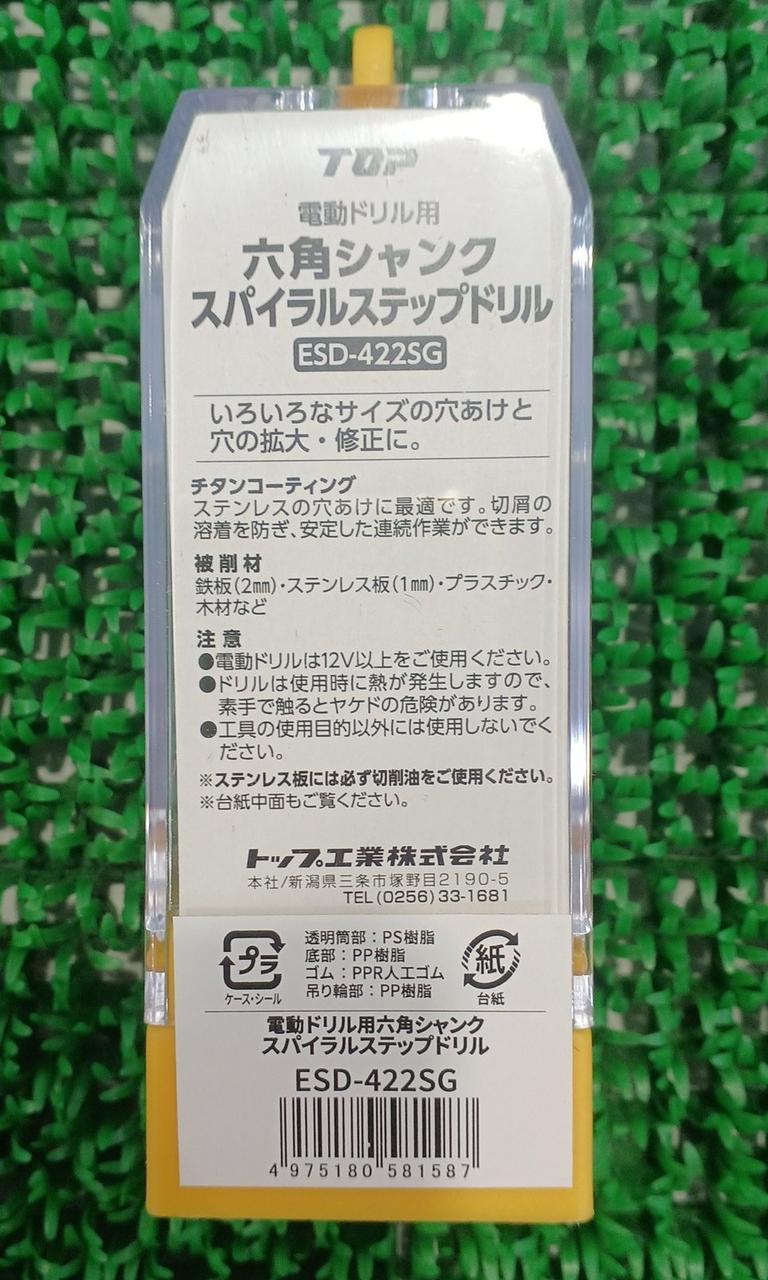 TOP
電動ドリル用
六角シャンク
スパイラルステップドリル
ESD-422SG
いろいろなサイズの穴あけと
穴の拡大・修正に。
チタンコーティング
ステンレスの穴あけに最適です。切屑の
溶着を防ぎ、安定した連続作業ができます。
被削材
鉄板(2㎜)・ステンレス板(1㎜)・プラスチック・
木材など
注意
●電動ドリルは12V以上をご使用ください。
●ドリルは使用時に熱が発生しますので、
素手で触るとヤケドの危険があります。
●工具の使用目的以外には使用しないでく
ださい。
※ステンレス板には必ず切削油をご使用ください。
※台紙中面もご覧ください。
トップ工業株式会社
本社/新潟県三条市塚野目2190-5
TEL(0256)33-1681
プラ
ケース・シール
透明筒部：PS樹脂
底部：PP樹脂
ゴム：PPR人工ゴム
吊り輪部：PP樹脂
紙
台紙
電動ドリル用六角シャンク
スパイラルステップドリル
ESD-422SG
4 975180 581587